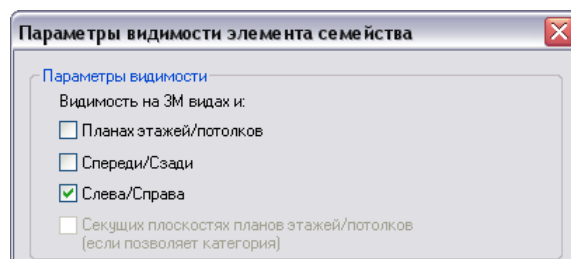 Параметры видимости элемента семейства
Параметры видимости
Видимость на 3М видах и:
Планах этажей/потолков
Спереди/Сзади
Слева/Справа
Секущих плоскостях планов этажей/потолков
(если позволяет категория)